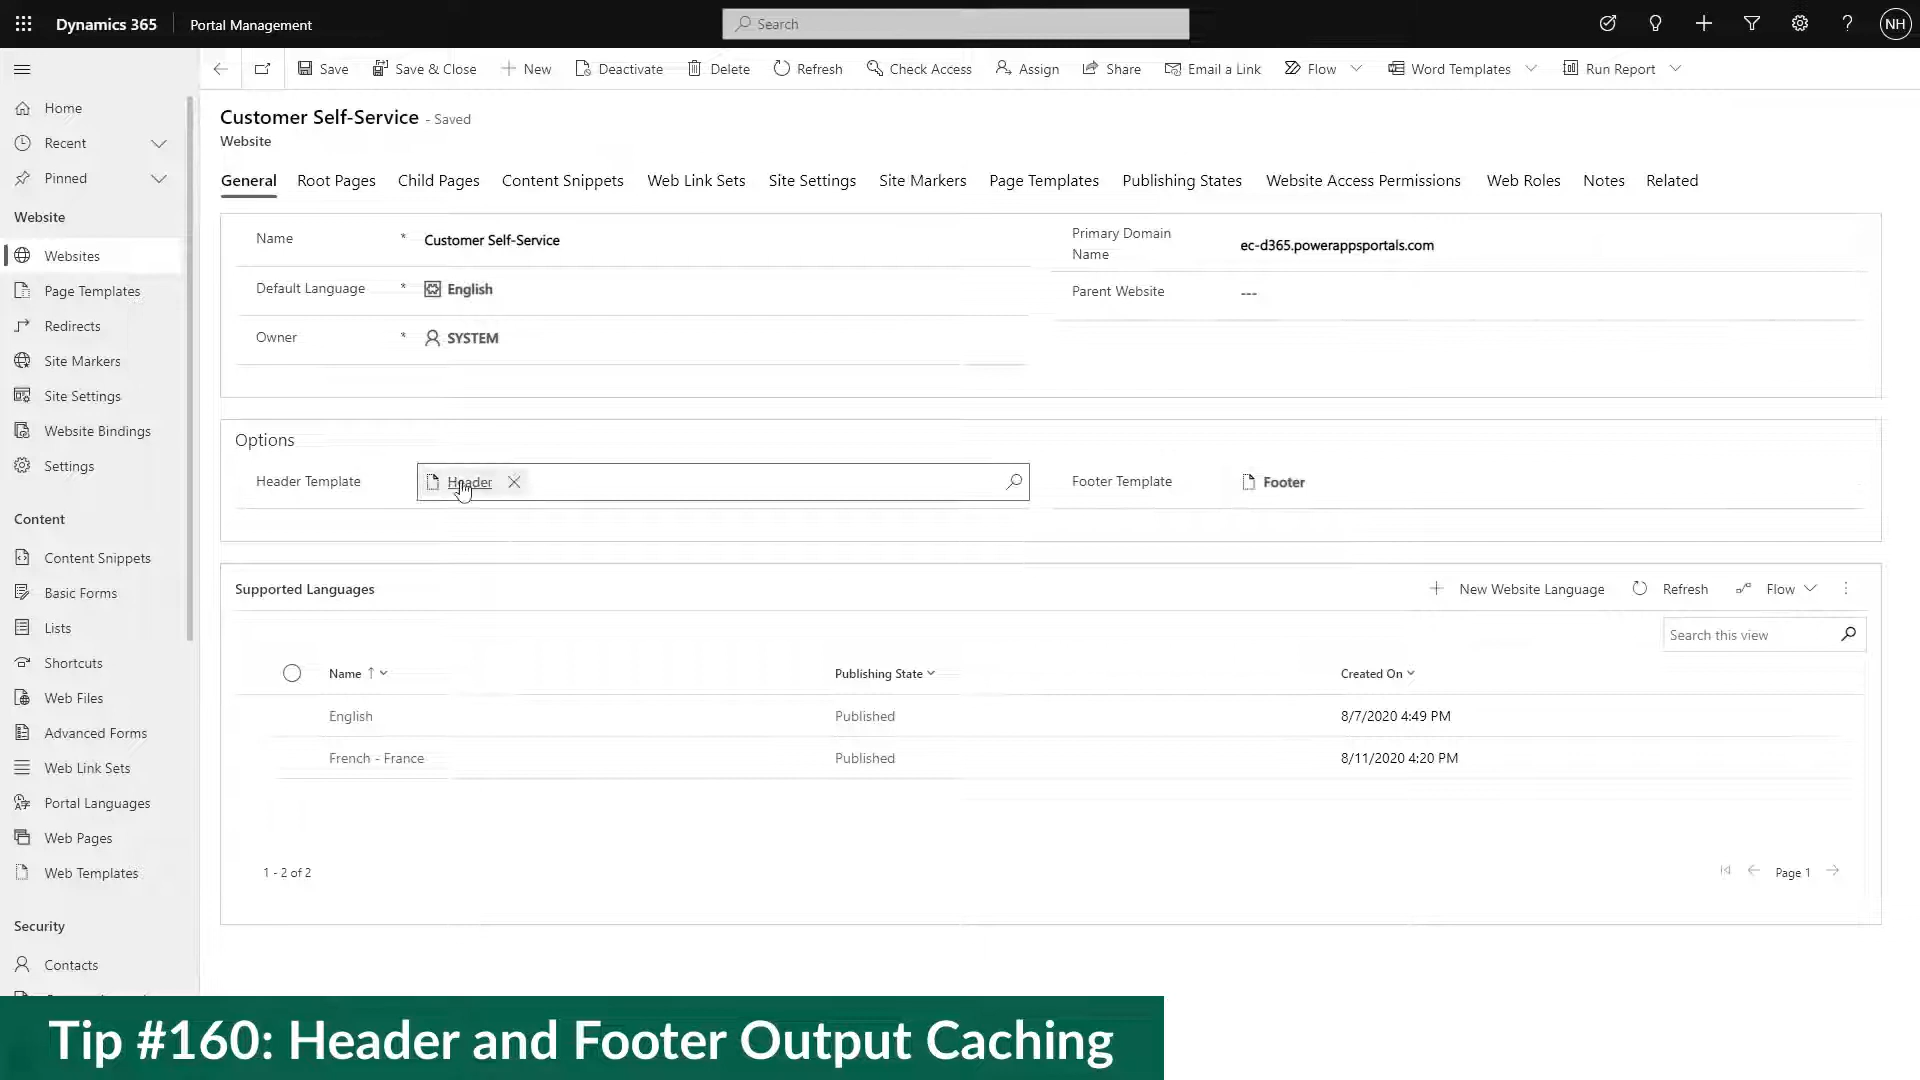 Dynamics 365
Portal Management
Search
NH
Save
Save & Close
New
Deactivate
Delete
Refresh
Check Access
Assign
Share
Email a Link
Flow
Word Templates
Run Report
Home
Recent
Pinned
Website
Websites
Page Templates
Redirects
Site Markers
Site Settings
Website Bindings
Settings
Content
Content Snippets
Basic Forms
Lists
Shortcuts
Web Files
Advanced Forms
Web Link Sets
Portal Languages
Web Pages
Web Templates
Security
Contacts
Customer Self-Service - Saved
Website
General Root Pages Child Pages Content Snippets Web Link Sets Site Settings Site Markers Page Templates Publishing States Website Access Permissions Web Roles Notes Related
Name * Customer Self-Service
Default Language * English
Owner * SYSTEM
Primary Domain
Name
ec-d365.powerappsportals.com
Parent Website ---
Options
Header Template Header
Footer Template Footer
Supported Languages
New Website Language Refresh Flow
Search this view
Name Publishing State Created On
English Published 8/7/2020 4:49 PM
French - France Published 8/11/2020 4:20 PM
1 - 2 of 2
Page 1
Tip #160: Header and Footer Output Caching